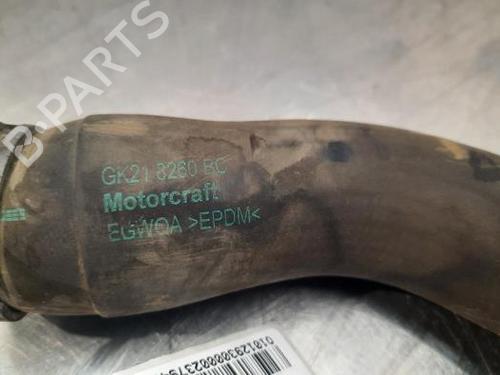 GK21 8260 BC
Motorcraft
EGWOA >EPDM<
B-PARTS